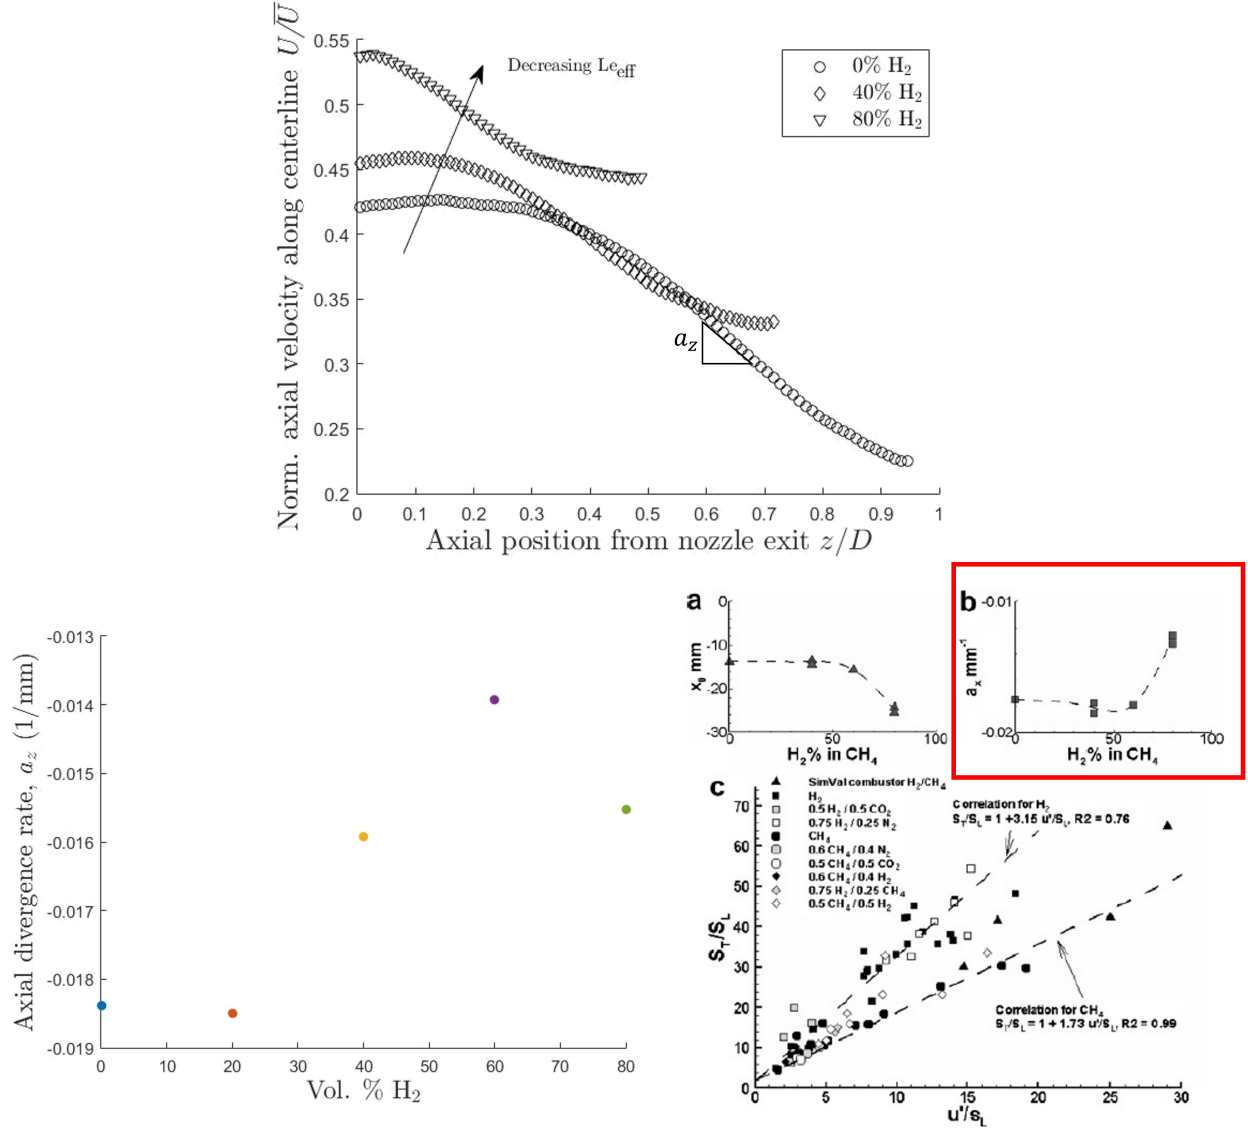 Norm. axial velocity along centerline U/U̅
0.55
0.5
0.45
0.4
0.35
0.3
0.25
0.2
Decreasing Le_eff
0% H₂
40% H₂
80% H₂
a_z
0 0.1 0.2 0.3 0.4 0.5 0.6 0.7 0.8 0.9 1
Axial position from nozzle exit z/D
Axial divergence rate, a_z (1/mm)
-0.013
-0.014
-0.015
-0.016
-0.017
-0.018
-0.019
0 10 20 30 40 50 60 70 80
Vol. % H₂
a
x₀ mm
0
-10
-20
-30
0 50 100
H₂% in CH₄
b
aₓ mm⁻¹
-0.01
-0.02
0 50 100
H₂% in CH₄
c
S_T/S_L
70
60
50
40
30
20
10
0
SimVal combustor H₂/CH₄
H₂
0.5 H₂ / 0.5 CO₂
0.75 H₂ / 0.25 N₂
CH₄
0.6 CH₄ / 0.4 N₂
0.5 CH₄ / 0.5 CO₂
0.6 CH₄ / 0.4 H₂
0.75 H₂ / 0.25 CH₄
0.5 CH₄ / 0.5 H₂
Correlation for H₂
S_T/S_L = 1 +3.15 u'/s_L, R2 = 0.76
Correlation for CH₄
S_T/S_L = 1 + 1.73 u'/s_L, R2 = 0.99
0 5 10 15 20 25 30
u'/s_L